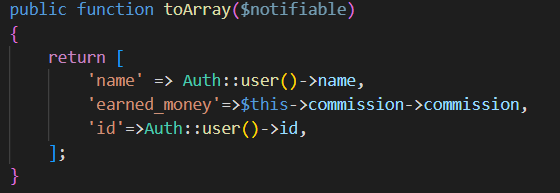 public function toArray($notifiable)
{
    return [
        'name' => Auth::user()->name,
        'earned_money'=>$this->commission->commission,
        'id'=>Auth::user()->id,
    ];
}